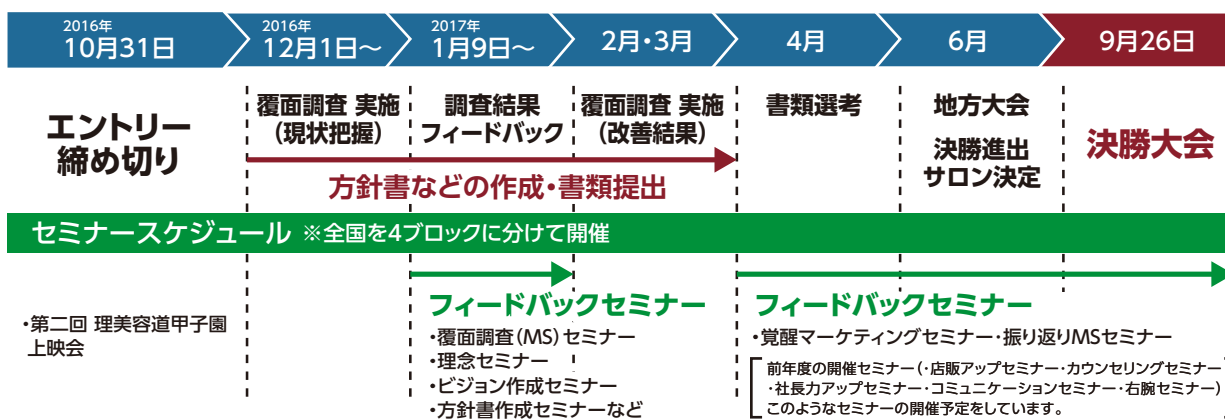 2016年
10月31日
2016年
12月1日～
2017年
1月9日～
2月・3月
4月
6月
9月26日
エントリー
締め切り
覆面調査 実施
（現状把握）
調査結果
フィードバック
覆面調査 実施
（改善結果）
書類選考
地方大会
決勝進出
サロン決定
決勝大会
方針書などの作成・書類提出
セミナースケジュール ※全国を4ブロックに分けて開催
・第二回 理美容道甲子園
上映会
フィードバックセミナー
・覆面調査（MS）セミナー
・理念セミナー
・ビジョン作成セミナー
・方針書作成セミナーなど
フィードバックセミナー
・覚醒マーケティングセミナー・振り返りMSセミナー
前年度の開催セミナー（・店販アップセミナー・カウンセリングセミナー
・社長力アップセミナー・コミュニケーションセミナー・右腕セミナー）
このようなセミナーの開催予定をしています。